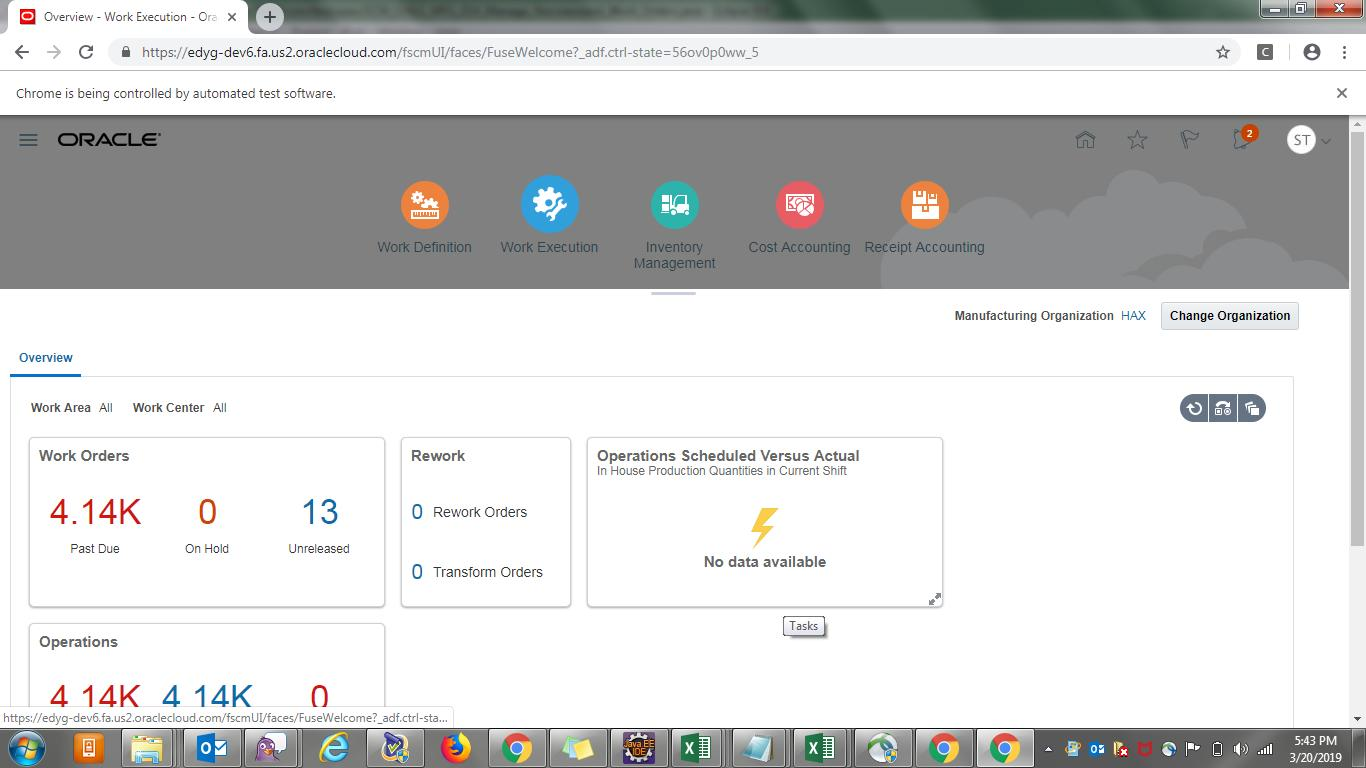 Overview - Work Execution - Ora
https://edyg-dev6.fa.us2.oraclecloud.com/fscmUI/faces/FuseWelcome?_adf.ctrl-state=56ov0p0ww_5
C
Chrome is being controlled by automated test software.
ORACLE
2
ST
Work Definition
Work Execution
Inventory
Management
Cost Accounting
Receipt Accounting
Manufacturing Organization HAX
Change Organization
Overview
Work Area All Work Center All
Work Orders
4.14K 0 13
Past Due On Hold Unreleased
Rework
0 Rework Orders
0 Transform Orders
Operations Scheduled Versus Actual
In House Production Quantities in Current Shift
No data available
Tasks
Operations
4.14K 4.14K 0
https://edyg-dev6.fa.us2.oraclecloud.com/fscmUI/faces/FuseWelcome?_adf.ctrl-sta...
Java EE
IDE
5:43 PM
3/20/2019